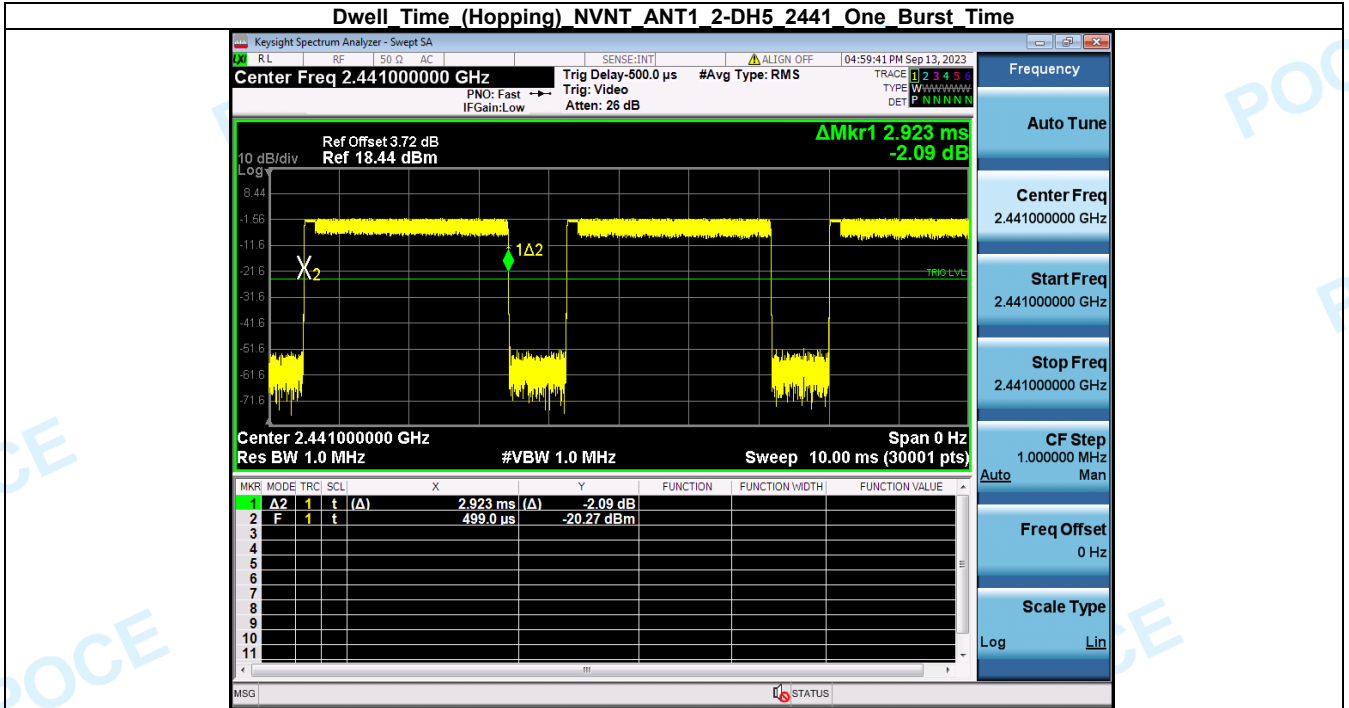 Dwell_Time_(Hopping)_NVNT_ANT1_2-DH5_2441_One_Burst_Time
Keysight Spectrum Analyzer - Swept SA
LXI RL RF 50 Ω AC SENSE:INT ALIGN OFF 04:59:41 PM Sep 13, 2023
Center Freq 2.441000000 GHz
PNO: Fast
IFGain:Low
Trig Delay-500.0 µs
Trig: Video
Atten: 26 dB
#Avg Type: RMS
TRACE 1 2 3 4 5 6
TYPE WWWWWW
DET P N N N N N
Frequency
Auto Tune
Center Freq
2.441000000 GHz
Start Freq
2.441000000 GHz
Stop Freq
2.441000000 GHz
CF Step
1.000000 MHz
Auto Man
Freq Offset
0 Hz
Scale Type
Log Lin
ΔMkr1 2.923 ms
-2.09 dB
Ref Offset 3.72 dB
10 dB/div Ref 18.44 dBm
Log
8.44
-1.56
-11.6
-21.6
-31.6
-41.6
-51.6
-61.6
-71.6
1Δ2
X2
TRIG LVL
Center 2.441000000 GHz Span 0 Hz
Res BW 1.0 MHz #VBW 1.0 MHz Sweep 10.00 ms (30001 pts)
MKR MODE TRC SCL X Y FUNCTION FUNCTION WIDTH FUNCTION VALUE
1 Δ2 1 t (Δ) 2.923 ms (Δ) -2.09 dB
2 F 1 t 499.0 µs -20.27 dBm
3
4
5
6
7
8
9
10
11
MSG STATUS
POC
P
CE
POCE
CE